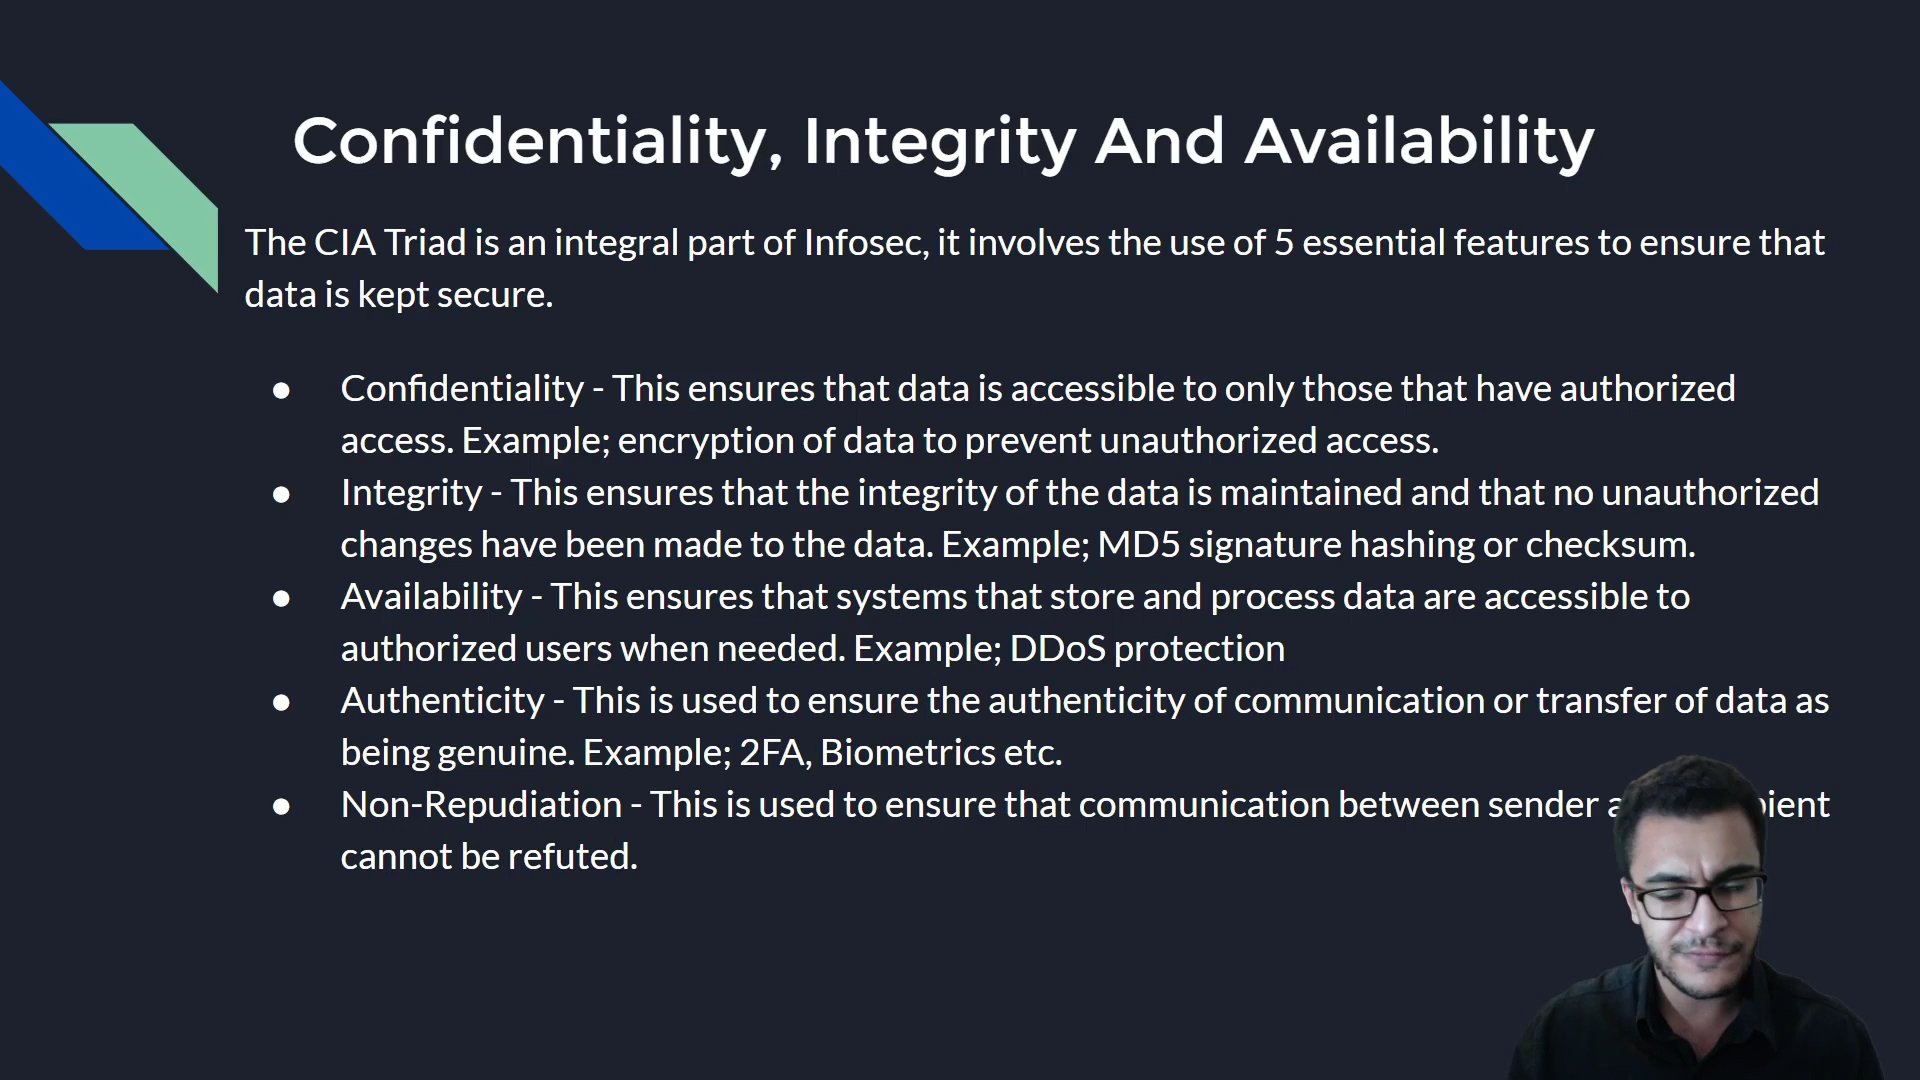 Confidentiality, Integrity And Availability
The CIA Triad is an integral part of Infosec, it involves the use of 5 essential features to ensure that
data is kept secure.
● Confidentiality - This ensures that data is accessible to only those that have authorized
access. Example; encryption of data to prevent unauthorized access.
● Integrity - This ensures that the integrity of the data is maintained and that no unauthorized
changes have been made to the data. Example; MD5 signature hashing or checksum.
● Availability - This ensures that systems that store and process data are accessible to
authorized users when needed. Example; DDoS protection
● Authenticity - This is used to ensure the authenticity of communication or transfer of data as
being genuine. Example; 2FA, Biometrics etc.
● Non-Repudiation - This is used to ensure that communication between sender
cannot be refuted.